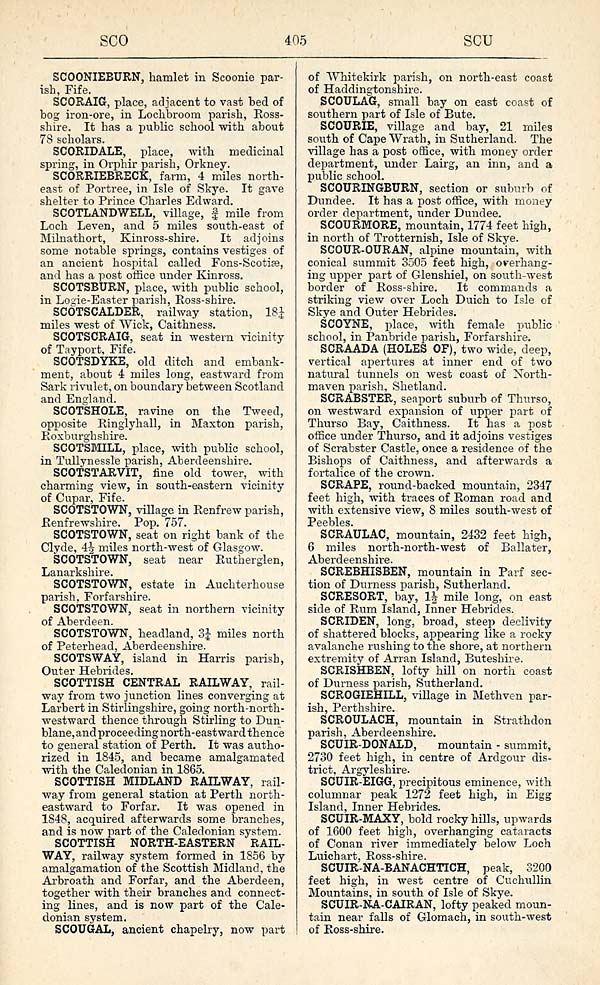 SCO 405 SCU
SCOONIEBURN, hamlet in Scoonie par-
ish, Fife.
SCORAIG, place, adjacent to vast bed of
bog iron-ore, in Lochbroom parish, Ross-
shire. It has a public school with about
78 scholars.
SCORIDALE, place, with medicinal
spring, in Orphir parish, Orkney.
SCORRIEBRECK, farm, 4 miles north-
east of Portree, in Isle of Skye. It gave
shelter to Prince Charles Edward.
SCOTLANDWELL, village, ¾ mile from
Loch Leven, and 5 miles south-east of
Milnathort, Kinross-shire. It adjoins
some notable springs, contains vestiges of
an ancient hospital called Fons-Scotiæ,
and has a post office under Kinross.
SCOTSBURN, place, with public school,
in Logie-Easter parish, Ross-shire.
SCOTSCALDER, railway station, 18¼
miles west of Wick, Caithness.
SCOTSCRAIG, seat in western vicinity
of Tayport, Fife.
SCOTSDYKE, old ditch and embank-
ment, about 4 miles long, eastward from
Sark rivulet, on boundary between Scotland
and England.
SCOTSHOLE, ravine on the Tweed,
opposite Ringlyhall, in Maxton parish,
Roxburghshire.
SCOTSMILL, place, with public school,
in Tullynessle parish, Aberdeenshire.
SCOTSTARVIT, fine old tower, with
charming view, in south-eastern vicinity
of Cupar, Fife.
SCOTSTOWN, village in Renfrew parish,
Renfrewshire. Pop. 757.
SCOTSTOWN, seat on right bank of the
Clyde, 4½ miles north-west of Glasgow.
SCOTSTOWN, seat near Rutherglen,
Lanarkshire.
SCOTSTOWN, estate in Auchterhouse
parish, Forfarshire.
SCOTSTOWN, seat in northern vicinity
of Aberdeen.
SCOTSTOWN, headland, 3¾ miles north
of Peterhead, Aberdeenshire.
SCOTSWAY, island in Harris parish,
Outer Hebrides.
SCOTTISH CENTRAL RAILWAY, rail-
way from two junction lines converging at
Larbert in Stirlingshire, going north-north-
westward thence through Stirling to Dun-
blane, and proceeding north-eastward thence
to general station of Perth. It was autho-
rized in 1845, and became amalgamated
with the Caledonian in 1865.
SCOTTISH MIDLAND RAILWAY, rail-
way from general station at Perth north-
eastward to Forfar. It was opened in
1848, acquired afterwards some branches,
and is now part of the Caledonian system.
SCOTTISH NORTH-EASTERN RAIL-
WAY, railway system formed in 1856 by
amalgamation of the Scottish Midland, the
Arbroath and Forfar, and the Aberdeen,
together with their branches and connect-
ing lines, and is now part of the Cale-
donian system.
SCOUGAL, ancient chapelry, now part
of Whitekirk parish, on north-east coast
of Haddingtonshire.
SCOULAG, small bay on east coast of
southern part of Isle of Bute.
SCOURIE, village and bay, 21 miles
south of Cape Wrath, in Sutherland. The
village has a post office, with money order
department, under Lairg, an inn, and a
public school.
SCOURINGBURN, section or suburb of
Dundee. It has a post office, with money
order department, under Dundee.
SCOURMORE, mountain, 1774 feet high,
in north of Trotternish, Isle of Skye.
SCOUR-OURAN, alpine mountain, with
conical summit 3505 feet high, overhang-
ing upper part of Glenshiel, on south-west
border of Ross-shire. It commands a
striking view over Loch Duich to Isle of
Skye and Outer Hebrides.
SCOYNE, place, with female public
school, in Panbride parish, Forfarshire.
SCRAADA (HOLES OF), two wide, deep,
vertical apertures at inner end of two
natural tunnels on west coast of North-
maven parish, Shetland.
SCRABSTER, seaport suburb of Thurso,
on westward expansion of upper part of
Thurso Bay, Caithness. It has a post
office under Thurso, and it adjoins vestiges
of Scrabster Castle, once a residence of the
Bishops of Caithness, and afterwards a
fortalice of the crown.
SCRAPE, round-backed mountain, 2347
feet high, with traces of Roman road and
with extensive view, 8 miles south-west of
Peebles.
SCRAULAC, mountain, 2432 feet high,
6 miles north-north-west of Ballater,
Aberdeenshire.
SCREBHISBEN, mountain in Parf sec-
tion of Durness parish, Sutherland.
SCRESORT, bay, 1½ mile long, on east
side of Rum Island, Inner Hebrides.
SCRIDEN, long, broad, steep declivity
of shattered blocks, appearing like a rocky
avalanche rushing to the shore, at northern
extremity of Arran Island, Buteshire.
SCRISHBEN, lofty hill on north coast
of Durness parish, Sutherland.
SCROGIEHILL, village in Methven par-
ish, Perthshire.
SCROULACH, mountain in Strathdon
parish, Aberdeenshire.
SCUIR-DONALD, mountain-summit,
2730 feet high, in centre of Ardgour dis-
trict, Argyleshire.
SCUIR-EIGG, precipitous eminence, with
columnar peak 1272 feet high, in Eigg
Island, Inner Hebrides.
SCUIR-MAXY, bold rocky hills, upwards
of 1600 feet high, overhanging cataracts
of Conan river immediately below Loch
Luichart, Ross-shire.
SCUIR-NA-BANACHTICH, peak, 3200
feet high, in west centre of Cuchullin
Mountains, in south of Isle of Skye.
SCUIR-NA-CAIRAN, lofty peaked moun-
tain near falls of Glomach, in south-west
of Ross-shire.